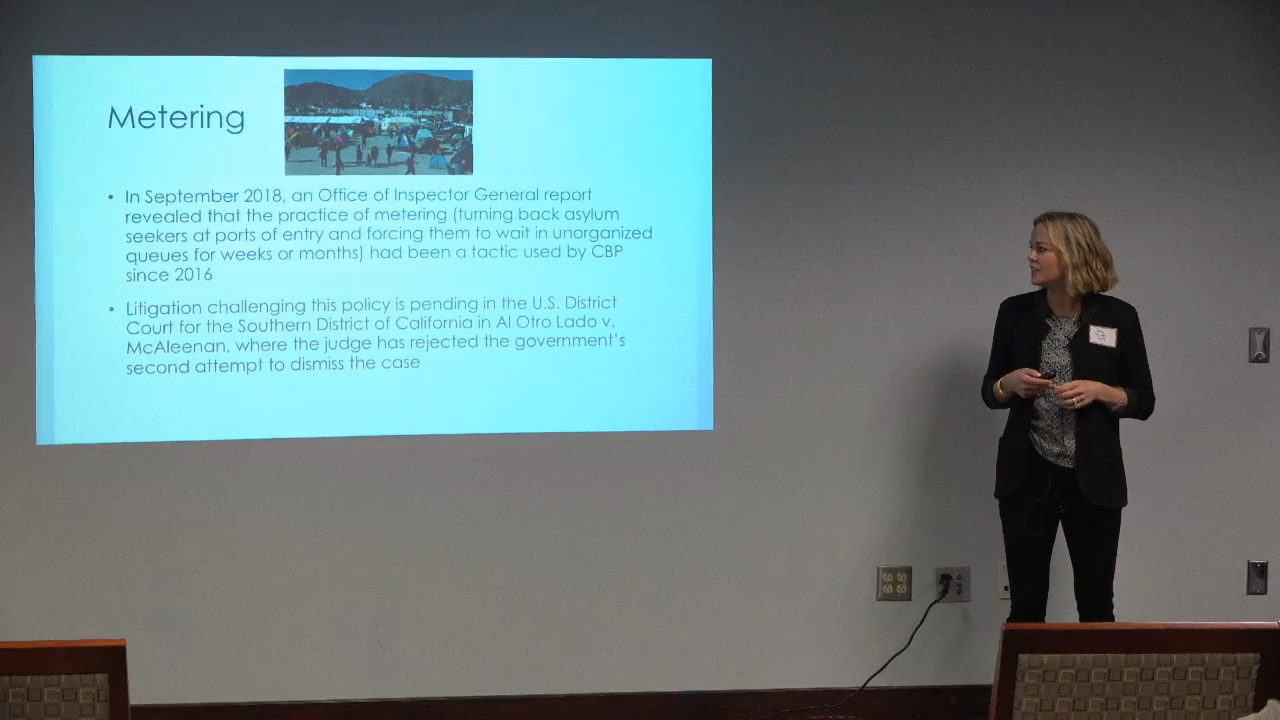 Metering
• In September 2018, an Office of Inspector General report
revealed that the practice of metering (turning back asylum
seekers at ports of entry and forcing them to wait in unorganized
queues for weeks or months) had been a tactic used by CBP
since 2016
• Litigation challenging this policy is pending in the U.S. District
Court for the Southern District of California in Al Otro Lado v.
McAleenan, where the judge has rejected the government's
second attempt to dismiss the case